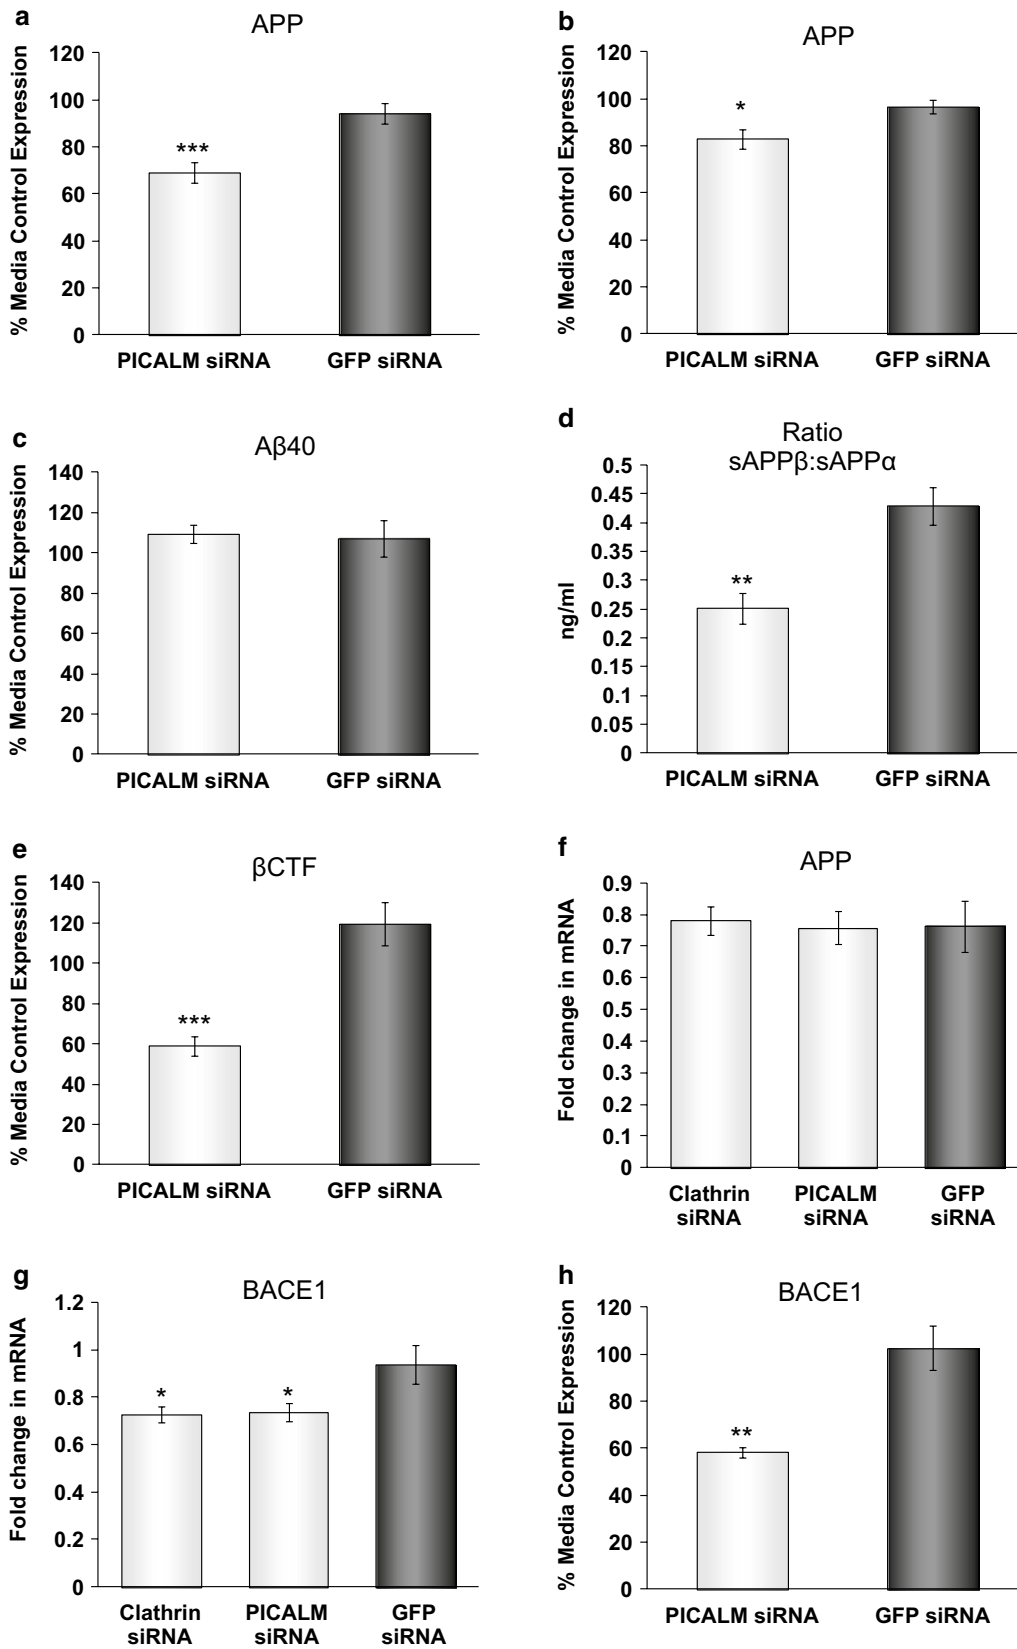 a
APP
% Media Control Expression
120
100
80
60
40
20
0
***
PICALM siRNA
GFP siRNA
b
APP
% Media Control Expression
120
100
80
60
40
20
0
*
PICALM siRNA
GFP siRNA
c
Aβ40
% Media Control Expression
140
120
100
80
60
40
20
0
PICALM siRNA
GFP siRNA
d
Ratio
sAPPβ:sAPPα
ng/ml
0.5
0.45
0.4
0.35
0.3
0.25
0.2
0.15
0.1
0.05
0
**
PICALM siRNA
GFP siRNA
e
βCTF
% Media Control Expression
140
120
100
80
60
40
20
0
***
PICALM siRNA
GFP siRNA
f
APP
Fold change in mRNA
0.9
0.8
0.7
0.6
0.5
0.4
0.3
0.2
0.1
0
Clathrin
siRNA
PICALM
siRNA
GFP
siRNA
g
BACE1
Fold change in mRNA
1.2
1
0.8
0.6
0.4
0.2
0
*
*
Clathrin
siRNA
PICALM
siRNA
GFP
siRNA
h
BACE1
% Media Control Expression
120
100
80
60
40
20
0
**
PICALM siRNA
GFP siRNA